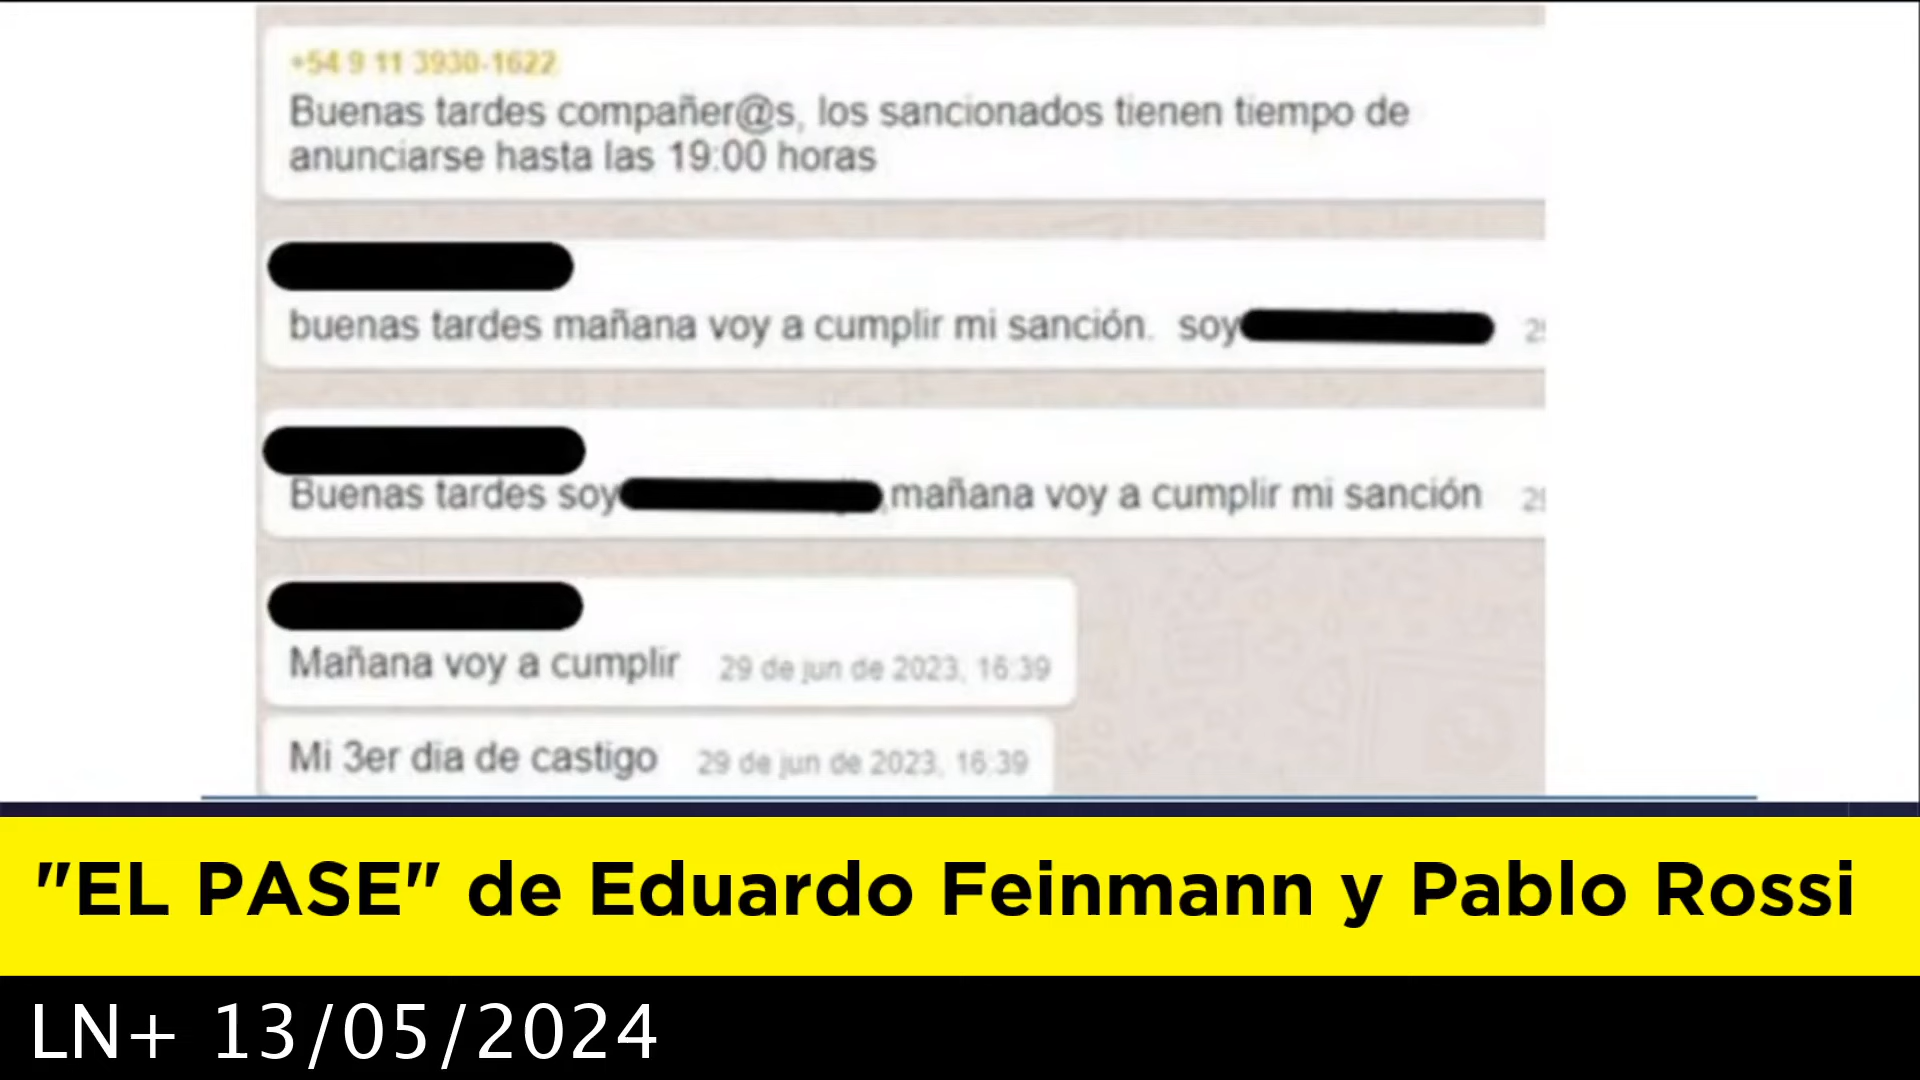 +54 9 11 3930-1622
Buenas tardes compañer@s, los sancionados tienen tiempo de
anunciarse hasta las 19:00 horas
buenas tardes mañana voy a cumplir mi sanción. soy
Buenas tardes soy ,mañana voy a cumplir mi sanción
Mañana voy a cumplir 29 de jun de 2023, 16:39
Mi 3er dia de castigo 29 de jun de 2023, 16:39
"EL PASE" de Eduardo Feinmann y Pablo Rossi
LN+ 13/05/2024